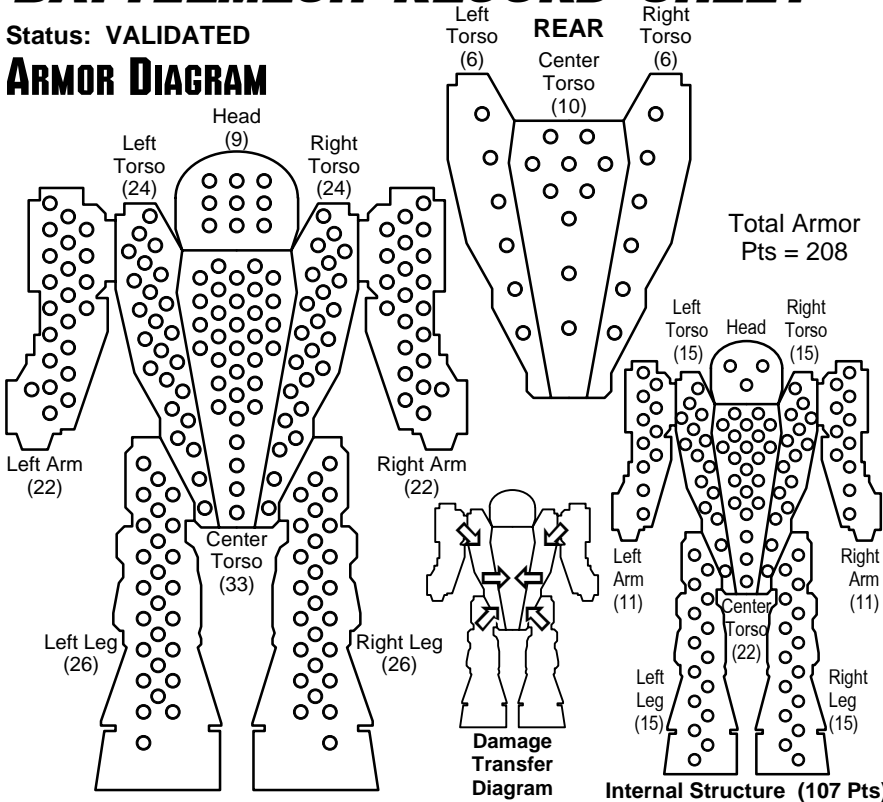 BATTLEMECH RECORD SHEET
Status: VALIDATED
ARMOR DIAGRAM
Head
(9)
Left
Torso
(24)
Right
Torso
(24)
Left Arm
(22)
Right Arm
(22)
Center
Torso
(33)
Left Leg
(26)
Right Leg
(26)
REAR
Left
Torso
(6)
Center
Torso
(10)
Right
Torso
(6)
Total Armor
Pts = 208
Left
Torso
(15)
Head
Right
Torso
(15)
Left
Arm
(11)
Right
Arm
(11)
Center
Torso
(22)
Left
Leg
(15)
Right
Leg
(15)
Damage
Transfer
Diagram
Internal Structure (107 Pts)